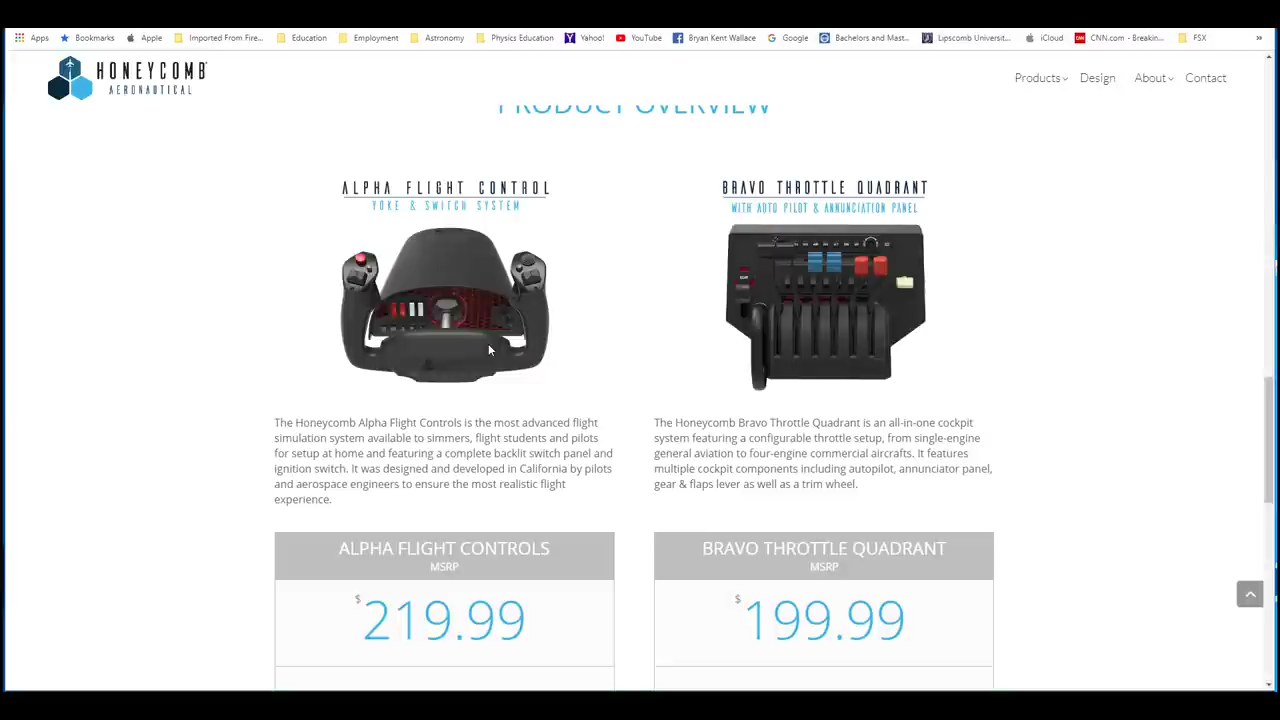 Apps Bookmarks Apple Imported From Fire... Education Employment Astronomy Physics Education Yahoo! YouTube Bryan Kent Wallace Google Bachelors and Mast... Lipscomb Universit... iCloud CNN.com - Breakin... FSX »
HONEYCOMB
AERONAUTICAL
Products Design About Contact
PRODUCT OVERVIEW
ALPHA FLIGHT CONTROL
YOKE & SWITCH SYSTEM
BRAVO THROTTLE QUADRANT
WITH AUTO PILOT & ANNUNCIATION PANEL
The Honeycomb Alpha Flight Controls is the most advanced flight
simulation system available to simmers, flight students and pilots
for setup at home and featuring a complete backlit switch panel and
ignition switch. It was designed and developed in California by pilots
and aerospace engineers to ensure the most realistic flight
experience.
The Honeycomb Bravo Throttle Quadrant is an all-in-one cockpit
system featuring a configurable throttle setup, from single-engine
general aviation to four-engine commercial aircrafts. It features
multiple cockpit components including autopilot, annunciator panel,
gear & flaps lever as well as a trim wheel.
ALPHA FLIGHT CONTROLS
MSRP
$219.99
BRAVO THROTTLE QUADRANT
MSRP
$199.99